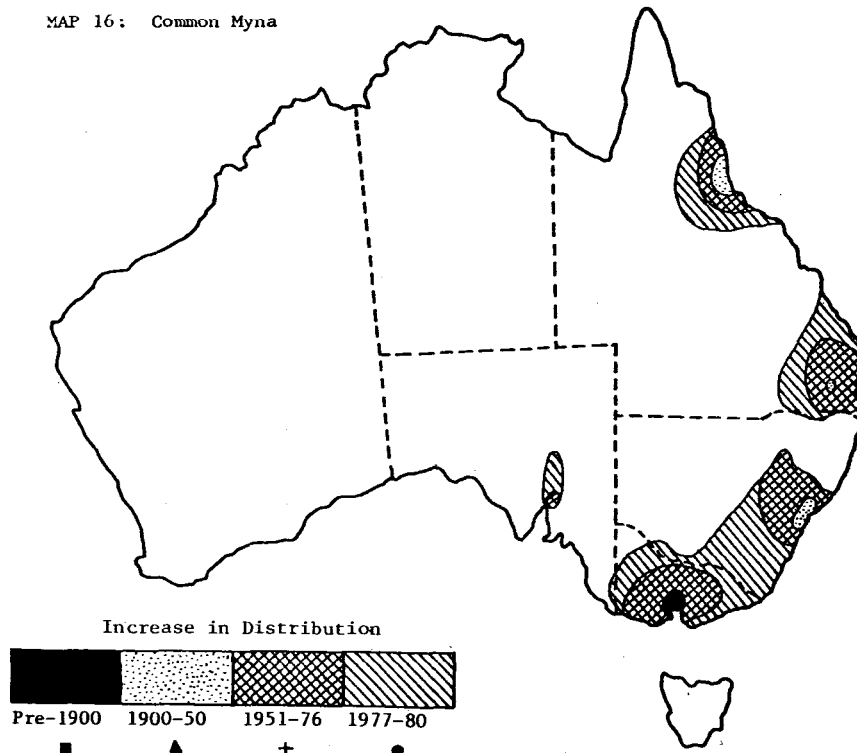 MAP 16: Common Myna
Increase in Distribution
Pre-1900 1900-50 1951-76 1977-80